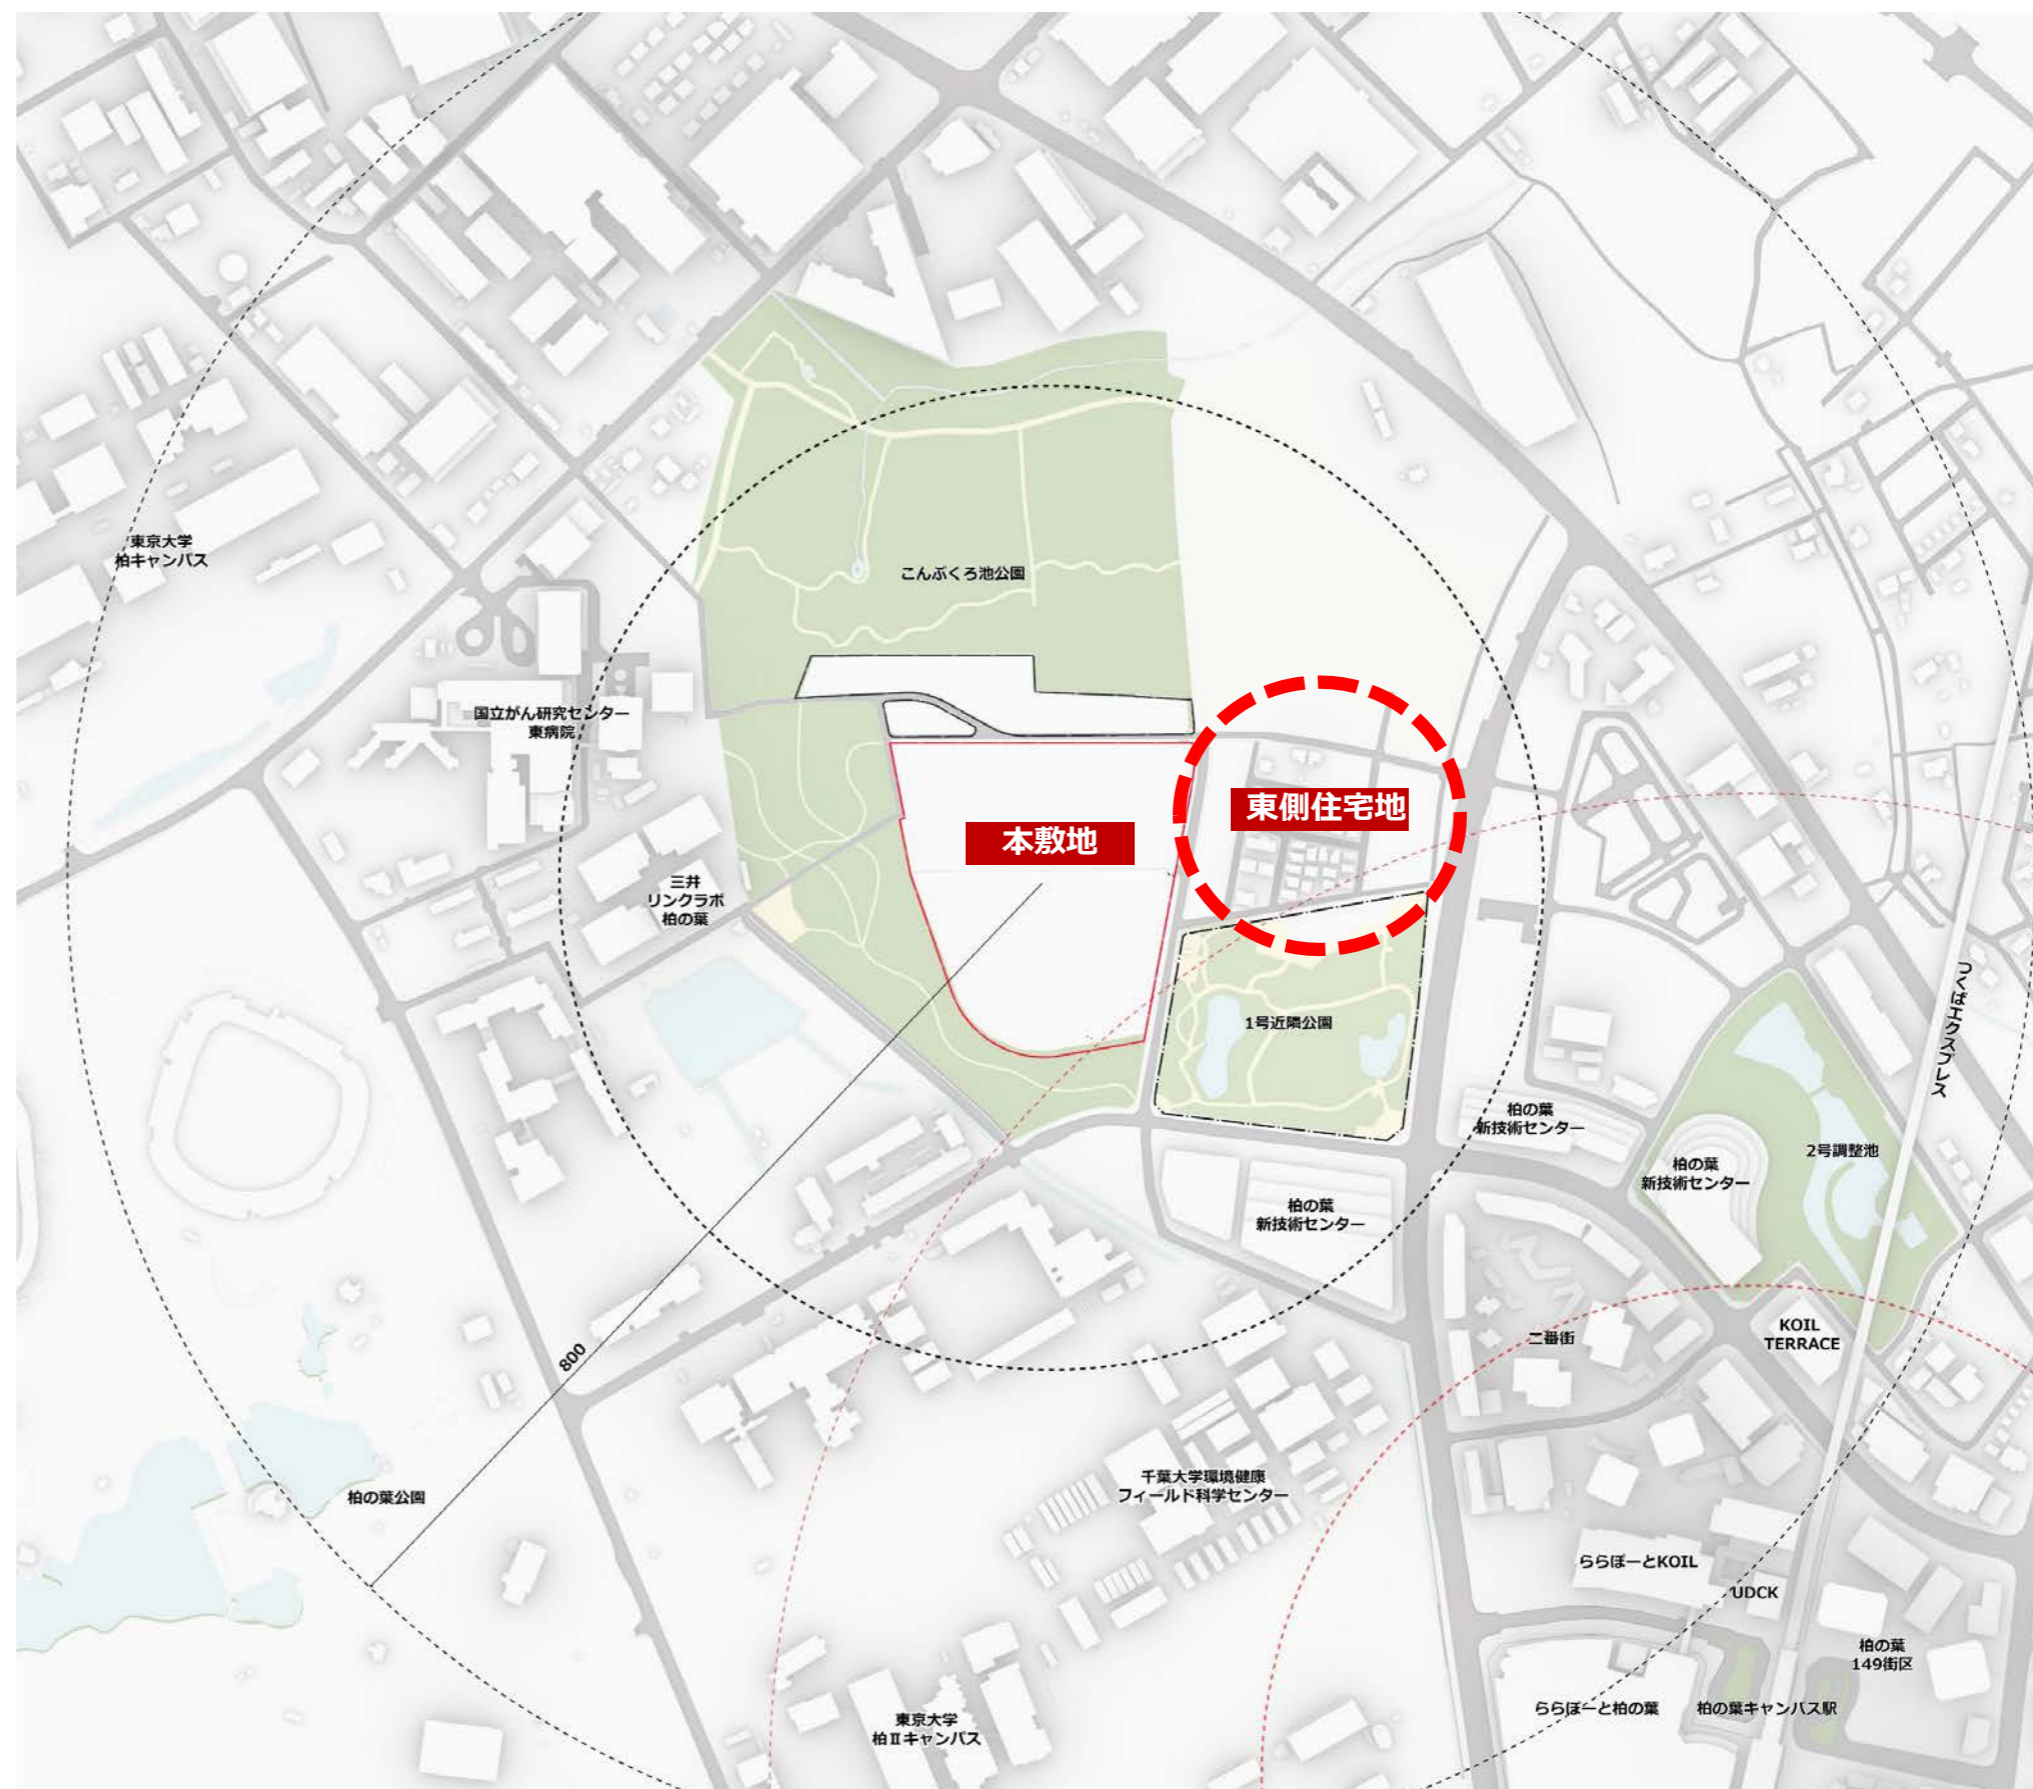 東京大学
柏キャンパス
こんぶくろ池公園
国立がん研究センター
東病院
東側住宅地
本敷地
三井
リンクラボ
柏の葉
1号近隣公園
つくばエクスプレス
柏の葉
新技術センター
2号調整池
柏の葉
新技術センター
柏の葉
新技術センター
KOIL
TERRACE
二番街
800
千葉大学環境健康
フィールド科学センター
柏の葉公園
ららぽーとKOIL
UDCK
柏の葉
149街区
ららぽーと柏の葉
柏の葉キャンパス駅
東京大学
柏Ⅱキャンパス